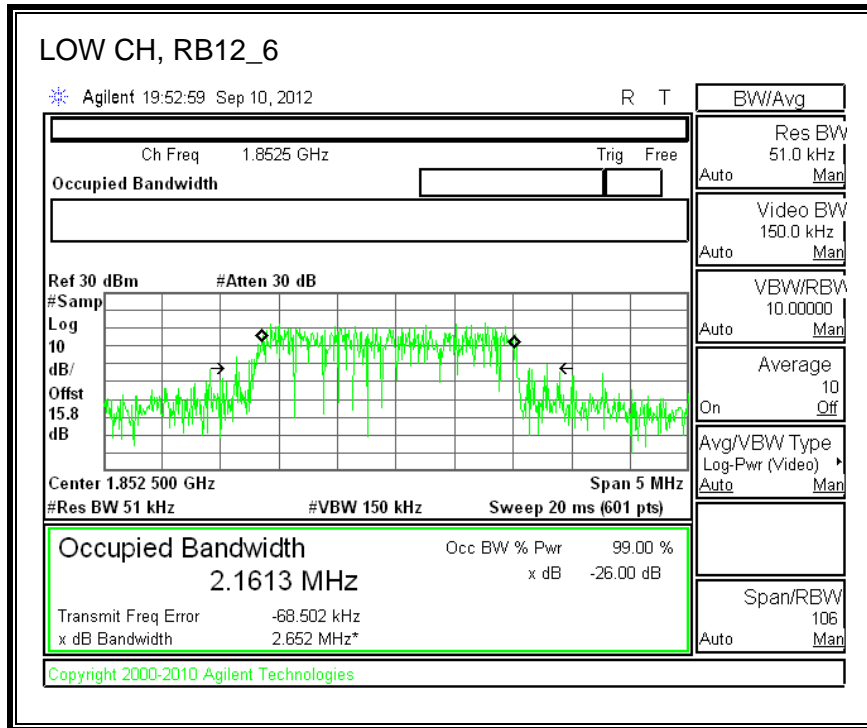 LOW CH, RB12_6
Agilent 19:52:59 Sep 10, 2012 R T
BW/Avg
Ch Freq 1.8525 GHz Trig Free
Occupied Bandwidth
Res BW
51.0 kHz
Auto Man
Video BW
150.0 kHz
Auto Man
VBW/RBW
10.00000
Auto Man
Average
10
On Off
Avg/VBW Type
Log-Pwr (Video)
Auto Man
Span/RBW
106
Auto Man
Ref 30 dBm #Atten 30 dB
#Samp
Log
10
dB/
Offst
15.8
dB
Center 1.852 500 GHz Span 5 MHz
#Res BW 51 kHz #VBW 150 kHz Sweep 20 ms (601 pts)
Occupied Bandwidth
2.1613 MHz
Occ BW % Pwr 99.00 %
x dB -26.00 dB
Transmit Freq Error -68.502 kHz
x dB Bandwidth 2.652 MHz*
Copyright 2000-2010 Agilent Technologies